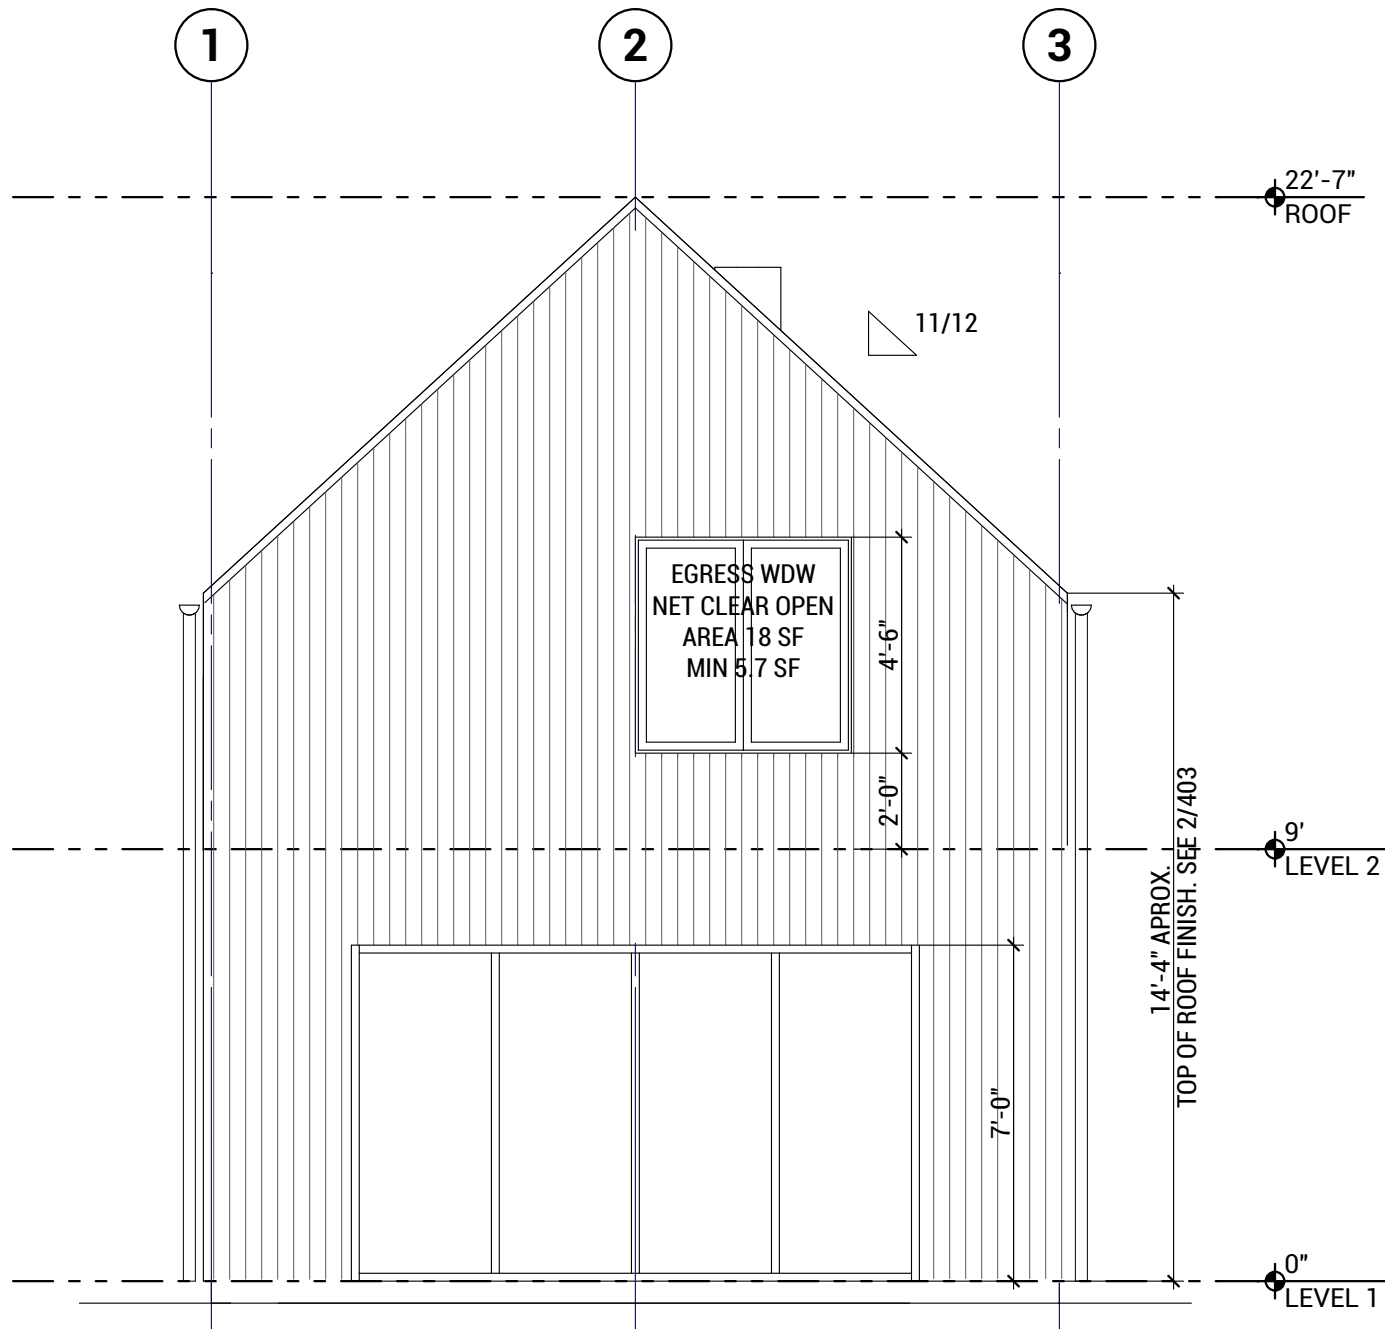 1
2
3
22'-7"
ROOF
11/12
EGRESS WDW
NET CLEAR OPEN
AREA 18 SF
MIN 5.7 SF
4'-6"
2'-0"
9'
LEVEL 2
14'-4" APROX.
TOP OF ROOF FINISH. SEE 2/403
7'-0"
0"
LEVEL 1